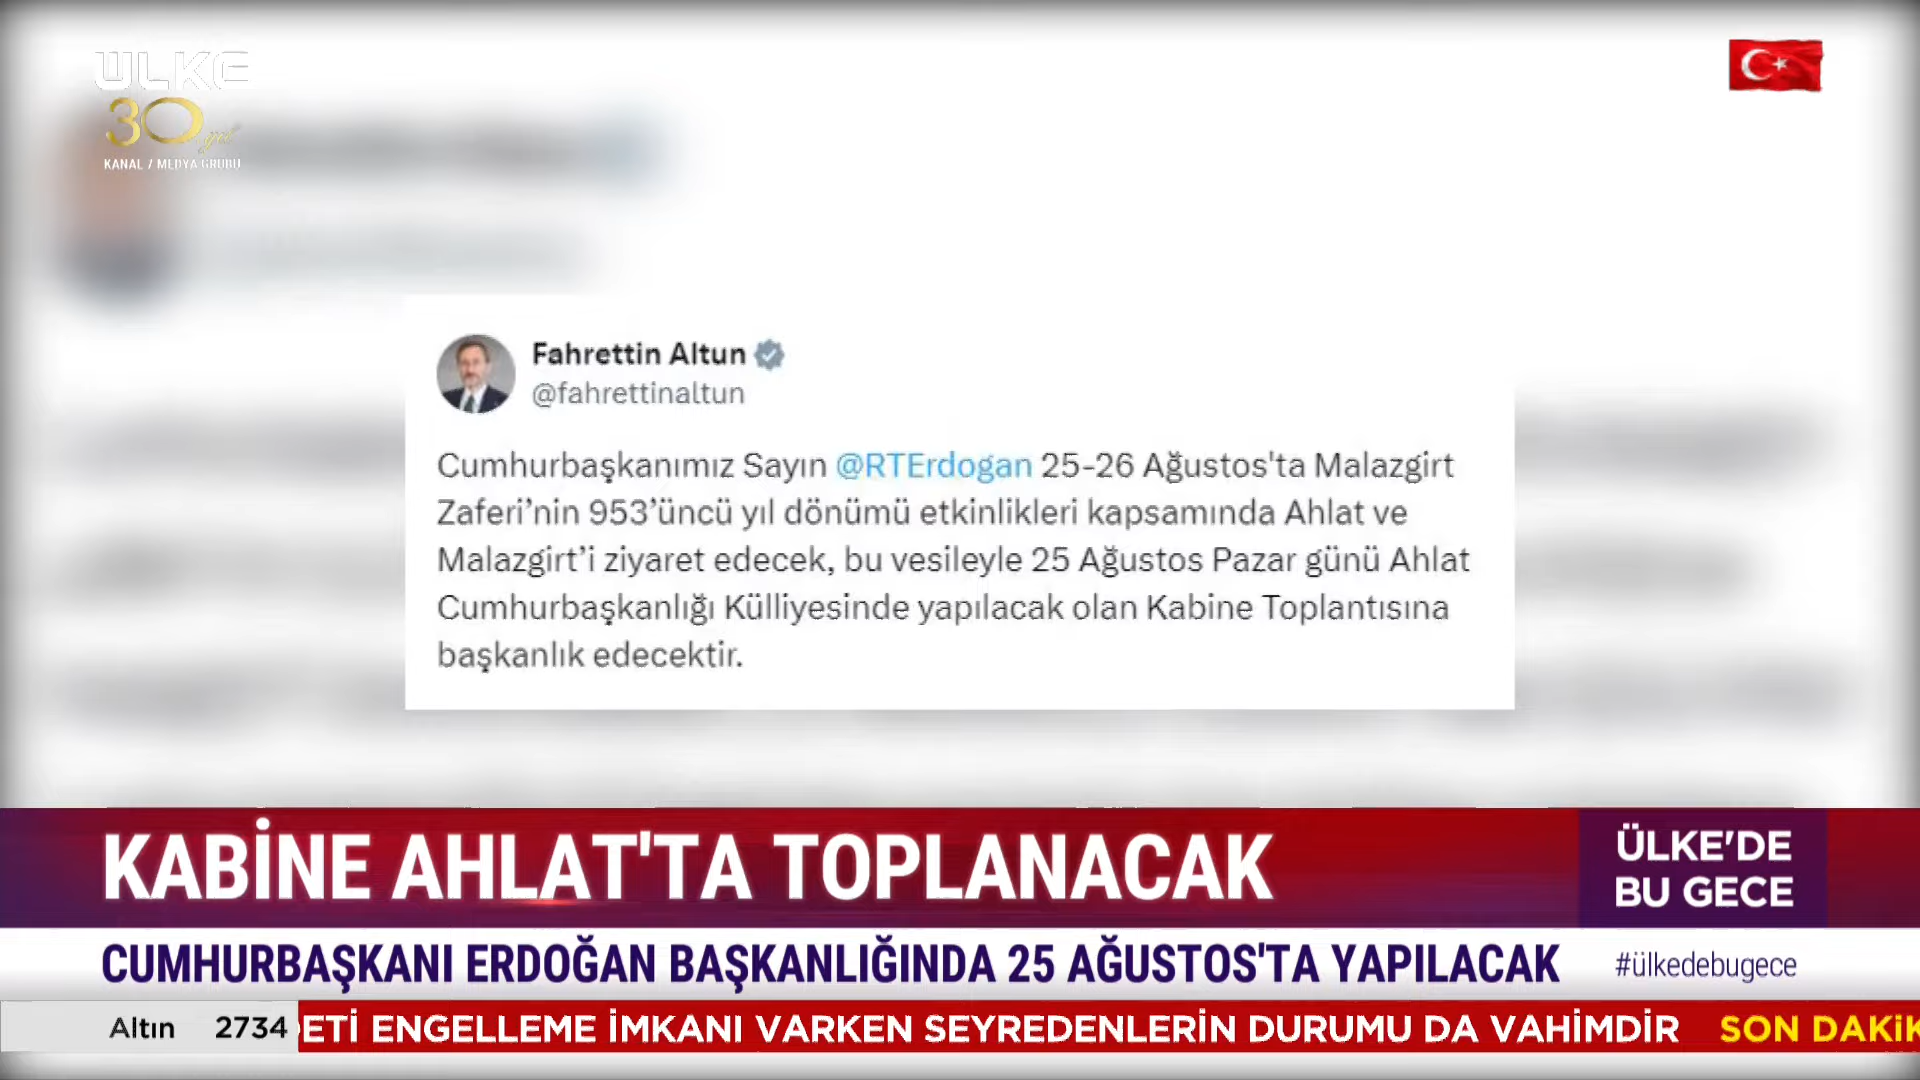 ÜLKE
30. yıl
KANAL 7 MEDYA GRUBU
Fahrettin Altun
@fahrettinaltun
Cumhurbaşkanımız Sayın @RTErdogan 25-26 Ağustos'ta Malazgirt
Zaferi’nin 953’üncü yıl dönümü etkinlikleri kapsamında Ahlat ve
Malazgirt’i ziyaret edecek, bu vesileyle 25 Ağustos Pazar günü Ahlat
Cumhurbaşkanlığı Külliyesinde yapılacak olan Kabine Toplantısına
başkanlık edecektir.
KABİNE AHLAT'TA TOPLANACAK
ÜLKE'DE
BU GECE
CUMHURBAŞKANI ERDOĞAN BAŞKANLIĞINDA 25 AĞUSTOS'TA YAPILACAK
#ülkedebugece
Altın 2734 ETİ ENGELLEME İMKANI VARKEN SEYREDENLERİN DURUMU DA VAHİMDİR SON DAKİK